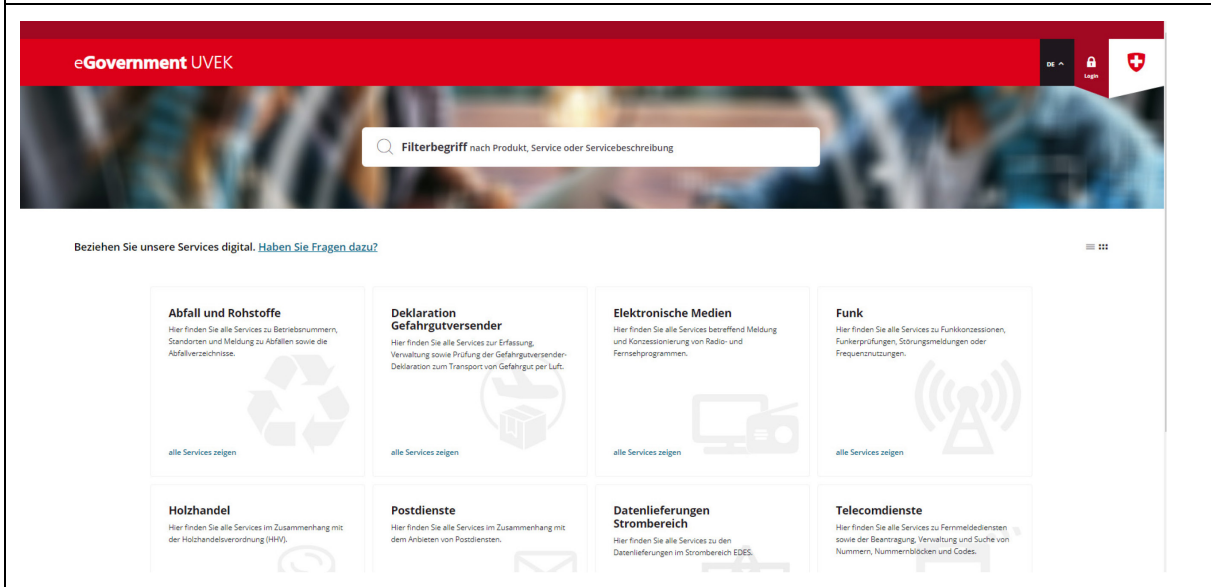 eGovernment UVEK
DE
Login
Filterbegriff nach Produkt, Service oder Servicebeschreibung
Beziehen Sie unsere Services digital. Haben Sie Fragen dazu?
Abfall und Rohstoffe
Hier finden Sie alle Services zu Betriebsnummern,
Standorten und Meldung zu Abfällen sowie die
Abfallverzeichnisse.
alle Services zeigen
Deklaration
Gefahrgutversender
Hier finden Sie alle Services zur Erfassung,
Verwaltung sowie Prüfung der Gefahrgutversender-
Deklaration zum Transport von Gefahrgut per Luft.
alle Services zeigen
Elektronische Medien
Hier finden Sie alle Services betreffend Meldung
und Konzessionierung von Radio- und
Fernsehprogrammen.
alle Services zeigen
Funk
Hier finden Sie alle Services zu Funkkonzessionen,
Funkerprüfungen, Störungsmeldungen oder
Frequenznutzungen.
alle Services zeigen
Holzhandel
Hier finden Sie alle Services im Zusammenhang mit
der Holzhandelsverordnung (HHV).
Postdienste
Hier finden Sie alle Services im Zusammenhang mit
dem Anbieten von Postdiensten.
Datenlieferungen
Strombereich
Hier finden Sie alle Services zu den
Datenlieferungen im Strombereich EDES.
Telecomdienste
Hier finden Sie alle Services zu Fernmeldediensten
sowie der Beantragung, Verwaltung und Suche von
Nummern, Nummernblöcken und Codes.